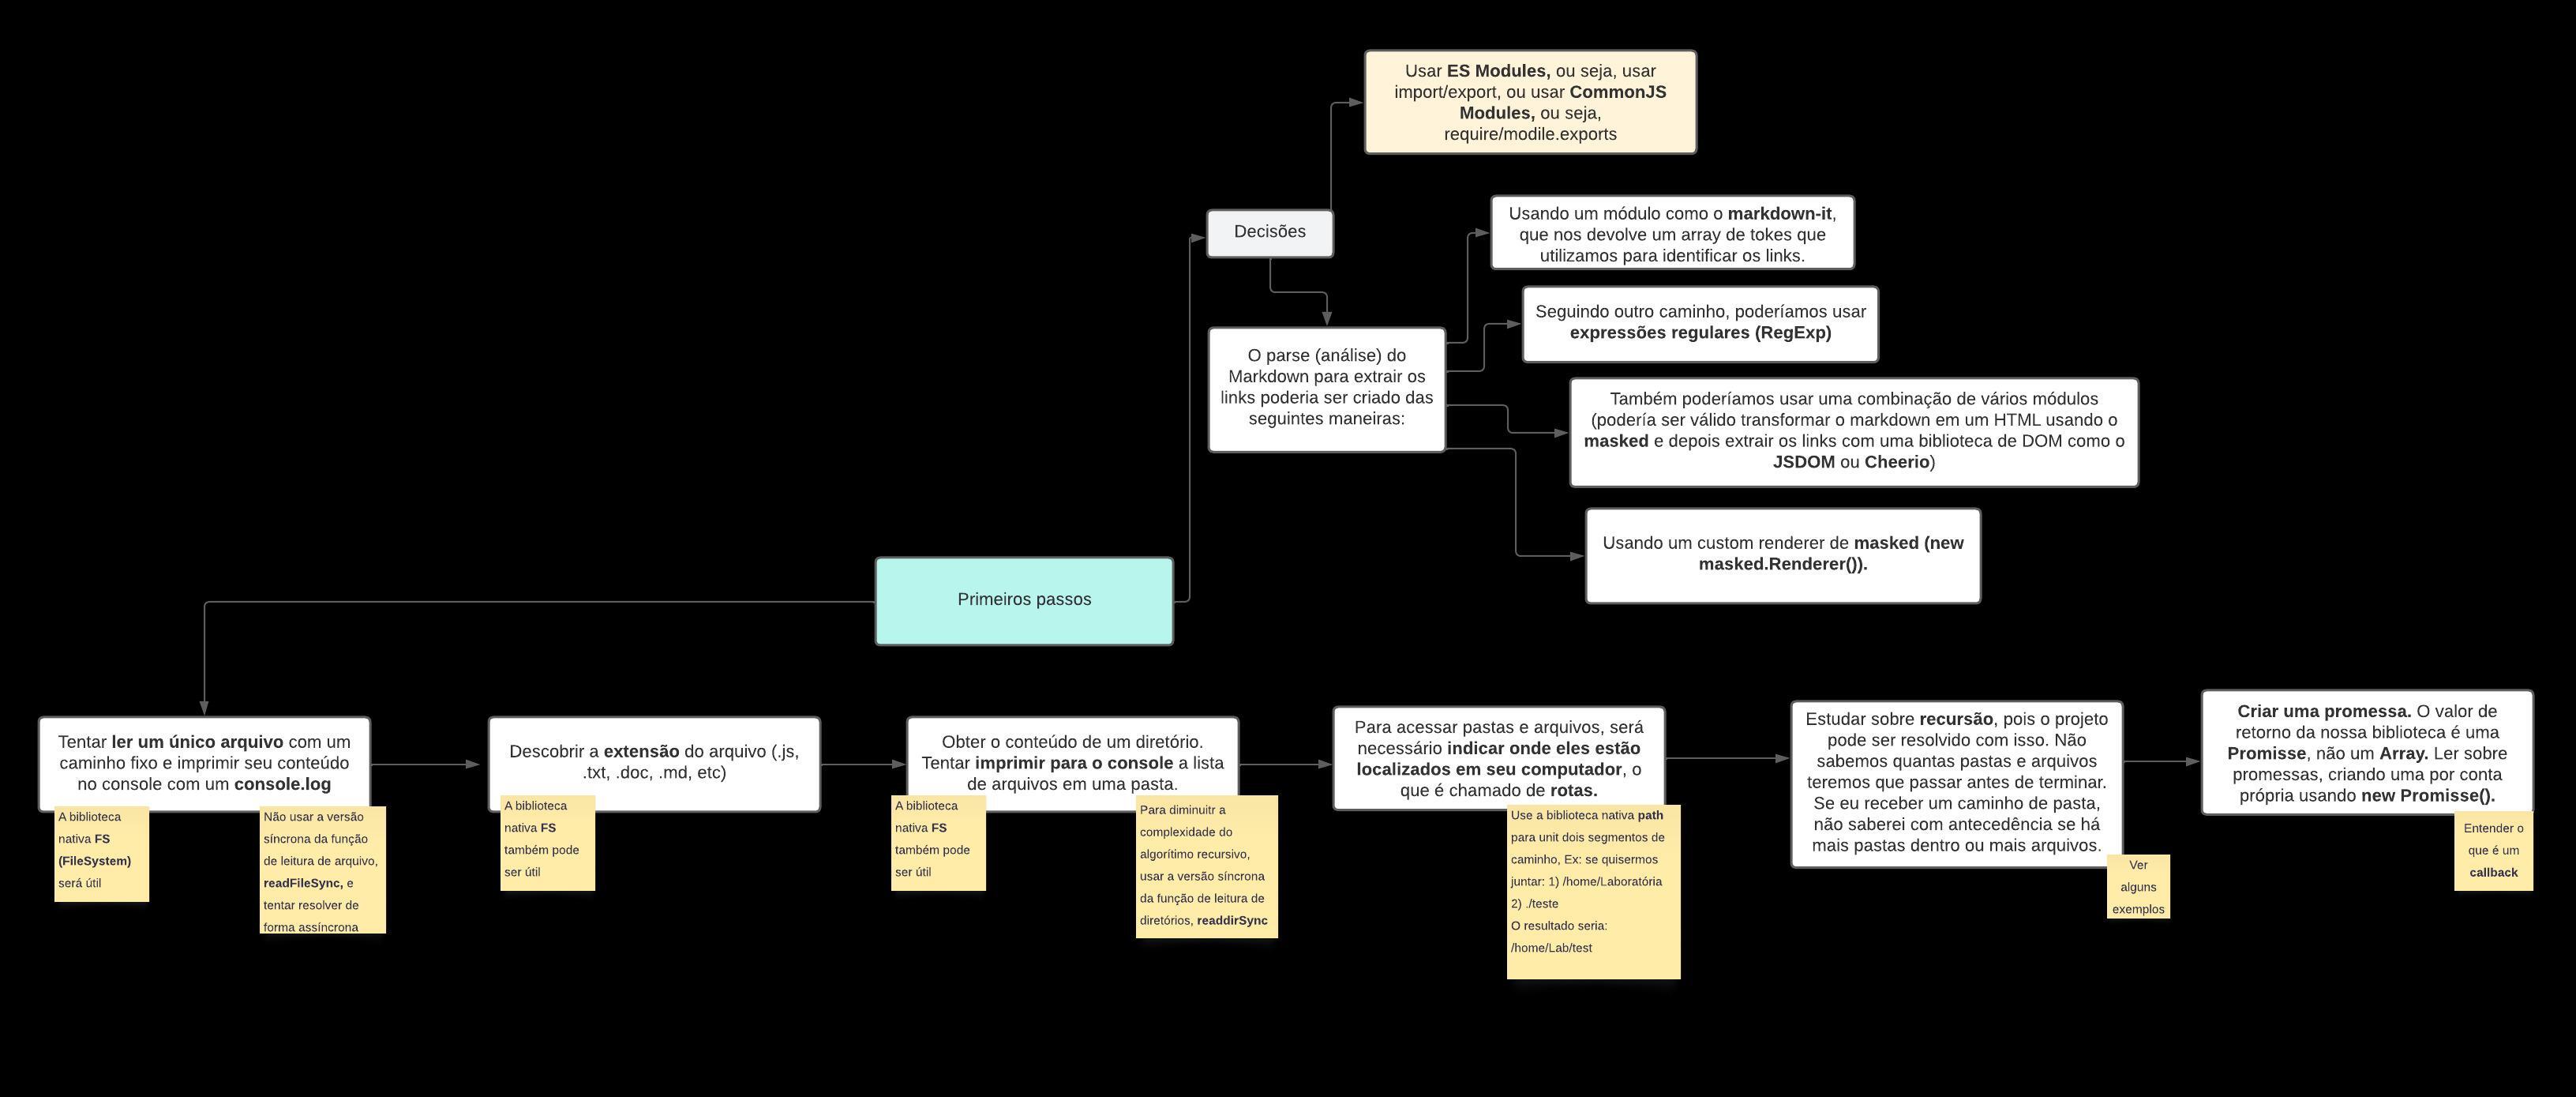 Usar ES Modules, ou seja, usar
import/export, ou usar CommonJS
Modules, ou seja,
require/modile.exports
Decisões
Usando um módulo como o markdown-it,
que nos devolve um array de tokes que
utilizamos para identificar os links.
Seguindo outro caminho, poderíamos usar
expressões regulares (RegExp)
O parse (análise) do
Markdown para extrair os
links poderia ser criado das
seguintes maneiras:
Também poderíamos usar uma combinação de vários módulos
(podería ser válido transformar o markdown em um HTML usando o
masked e depois extrair os links com uma biblioteca de DOM como o
JSDOM ou Cheerio)
Usando um custom renderer de masked (new
masked.Renderer()).
Primeiros passos
Tentar ler um único arquivo com um
caminho fixo e imprimir seu conteúdo
no console com um console.log
A biblioteca
nativa FS
(FileSystem)
será útil
Não usar a versão
síncrona da função
de leitura de arquivo,
readFileSync, e
tentar resolver de
forma assíncrona
Descobrir a extensão do arquivo (.js,
.txt, .doc, .md, etc)
A biblioteca
nativa FS
também pode
ser útil
Obter o conteúdo de um diretório.
Tentar imprimir para o console a lista
de arquivos em uma pasta.
A biblioteca
nativa FS
também pode
ser útil
Para diminuitr a
complexidade do
algorítimo recursivo,
usar a versão síncrona
da função de leitura de
diretórios, readdirSync
Para acessar pastas e arquivos, será
necessário indicar onde eles estão
localizados em seu computador, o
que é chamado de rotas.
Use a biblioteca nativa path
para unit dois segmentos de
caminho, Ex: se quisermos
juntar: 1) /home/Laboratória
2) ./teste
O resultado seria:
/home/Lab/test
Estudar sobre recursão, pois o projeto
pode ser resolvido com isso. Não
sabemos quantas pastas e arquivos
teremos que passar antes de terminar.
Se eu receber um caminho de pasta,
não saberei com antecedência se há
mais pastas dentro ou mais arquivos.
Ver
alguns
exemplos
Criar uma promessa. O valor de
retorno da nossa biblioteca é uma
Promisse, não um Array. Ler sobre
promessas, criando uma por conta
própria usando new Promisse().
Entender o
que é um
callback